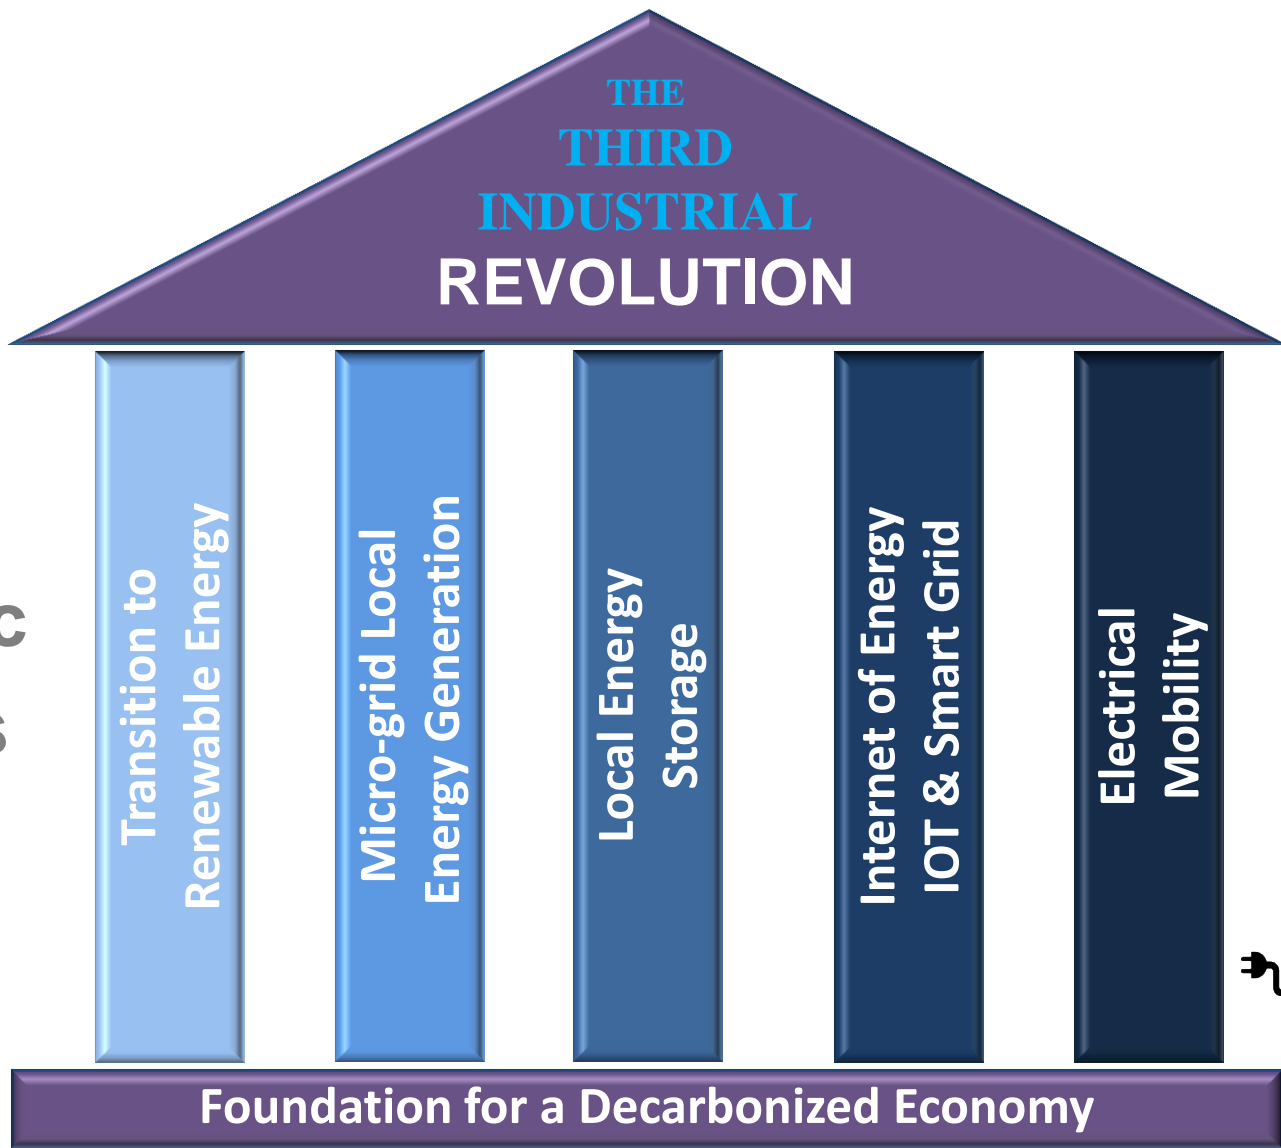 THE
THIRD
INDUSTRIAL
REVOLUTION
Transition to
Renewable Energy
Micro-grid Local
Energy Generation
Local Energy
Storage
Internet of Energy
IOT & Smart Grid
Electrical
Mobility
Foundation for a Decarbonized Economy